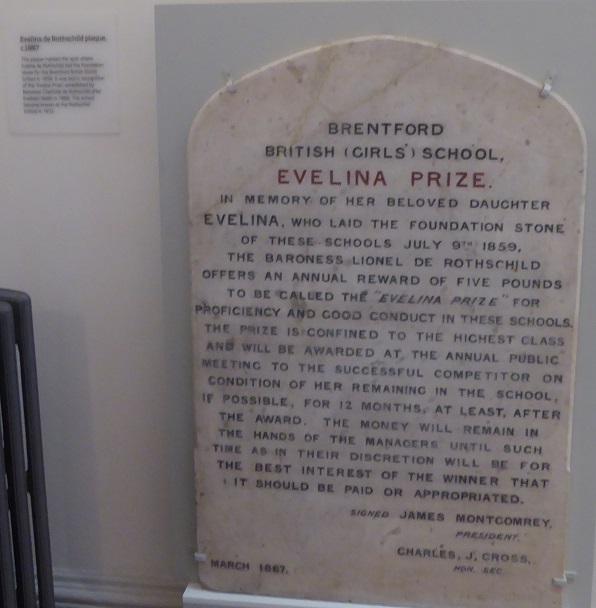 Evelina de Rothschild plaque,
c.1867
BRENTFORD
BRITISH (GIRLS') SCHOOL,
EVELINA PRIZE.
IN MEMORY OF HER BELOVED DAUGHTER
EVELINA, WHO LAID THE FOUNDATION STONE
OF THESE SCHOOLS JULY 9TH 1859,
THE BARONESS LIONEL DE ROTHSCHILD
OFFERS AN ANNUAL REWARD OF FIVE POUNDS
TO BE CALLED THE "EVELINA PRIZE" FOR
PROFICIENCY AND GOOD CONDUCT IN THESE SCHOOLS.
THE PRIZE IS CONFINED TO THE HIGHEST CLASS
AND WILL BE AWARDED AT THE ANNUAL PUBLIC
MEETING TO THE SUCCESSFUL COMPETITOR ON
CONDITION OF HER REMAINING IN THE SCHOOL,
IF POSSIBLE, FOR 12 MONTHS, AT LEAST, AFTER
THE AWARD. THE MONEY WILL REMAIN IN
THE HANDS OF THE MANAGERS UNTIL SUCH
TIME AS IN THEIR DISCRETION WILL BE FOR
THE BEST INTEREST OF THE WINNER THAT
IT SHOULD BE PAID OR APPROPRIATED.
SIGNED JAMES MONTGOMREY,
PRESIDENT.
CHARLES, J, CROSS,
HON. SEC.
MARCH 1867.